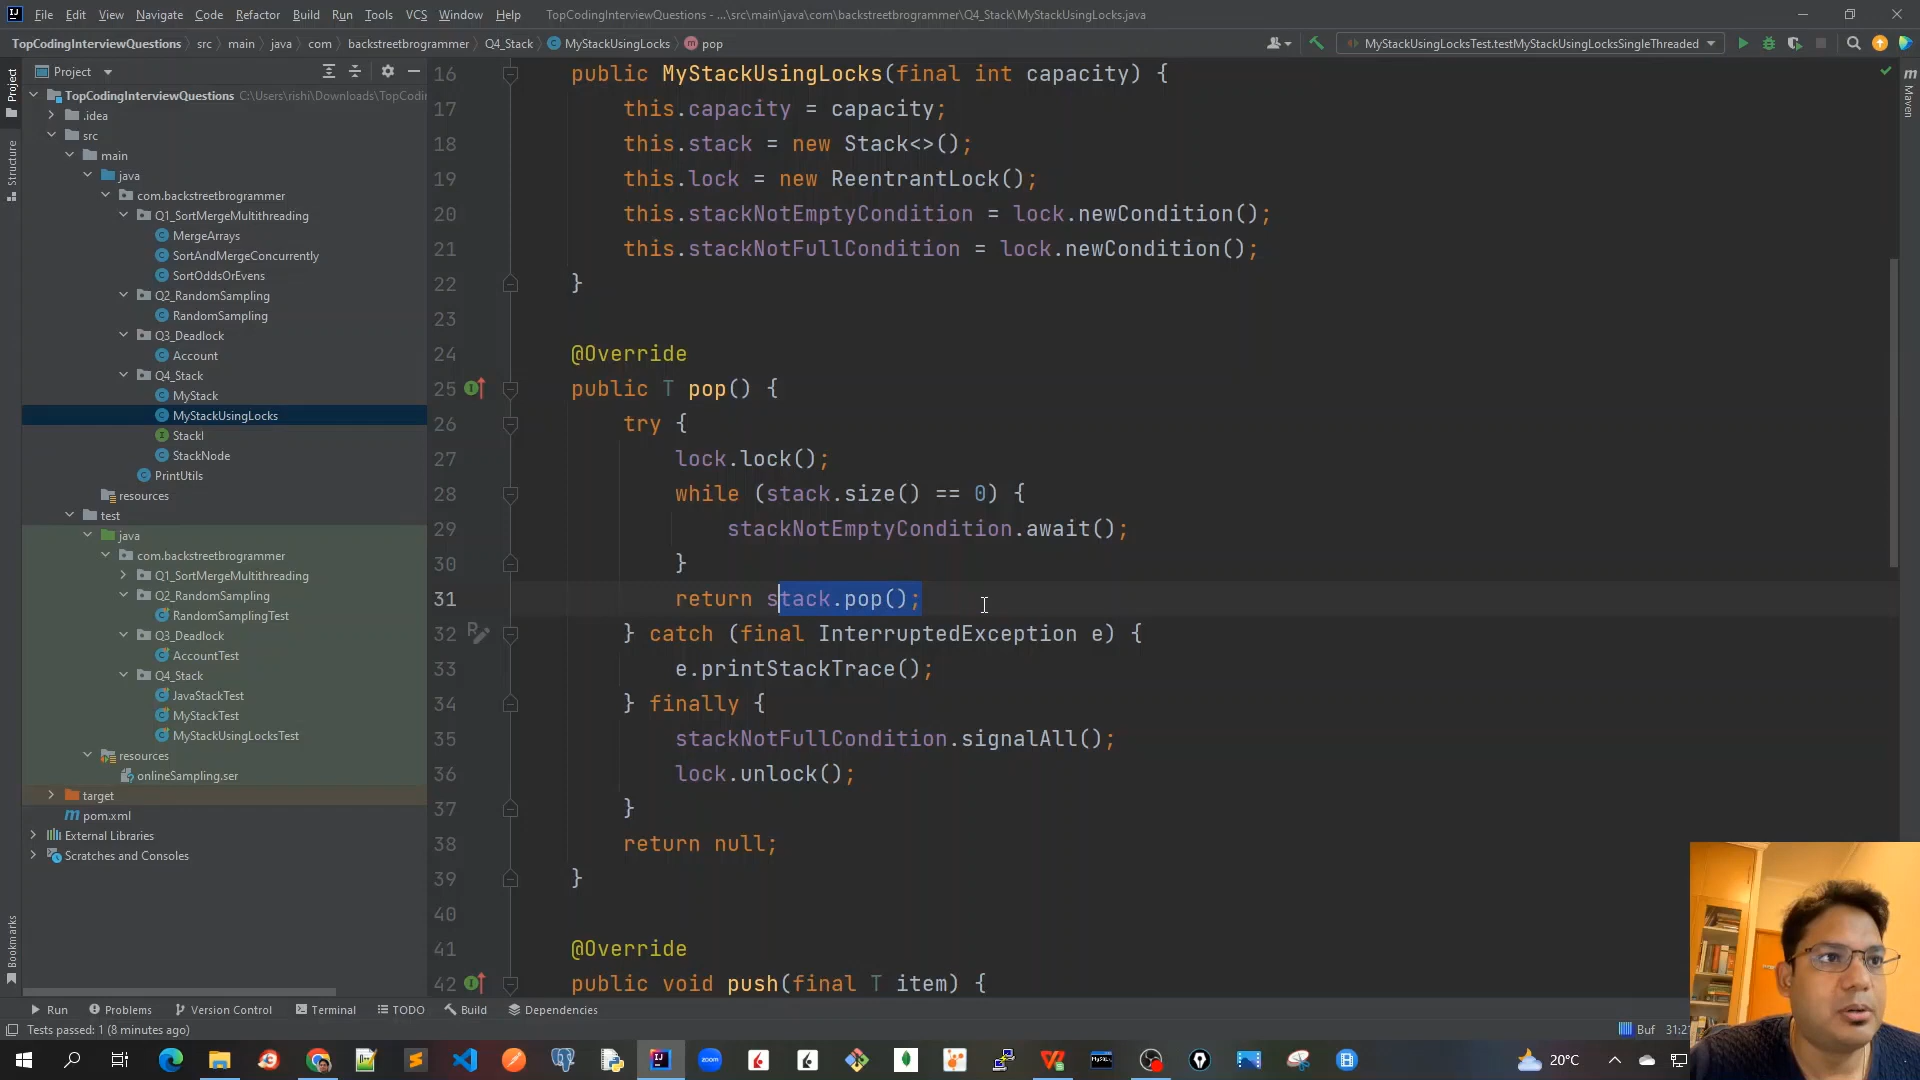 File Edit View Navigate Code Refactor Build Run Tools VCS Window Help TopCodingInterviewQuestions - ...\src\main\java\com\backstreetbrogrammer\Q4_Stack\MyStackUsingLocks.java
TopCodingInterviewQuestions src main java com backstreetbrogrammer Q4_Stack MyStackUsingLocks pop MyStackUsingLocksTest.testMyStackUsingLocksSingleThreaded
Project
Structure
Bookmarks
Project
TopCodingInterviewQuestions C:\Users\rishi\Downloads\TopCodin
.idea
src
main
java
com.backstreetbrogrammer
Q1_SortMergeMultithreading
MergeArrays
SortAndMergeConcurrently
SortOddsOrEvens
Q2_RandomSampling
RandomSampling
Q3_Deadlock
Account
Q4_Stack
MyStack
MyStackUsingLocks
StackI
StackNode
PrintUtils
resources
test
java
com.backstreetbrogrammer
Q1_SortMergeMultithreading
Q2_RandomSampling
RandomSamplingTest
Q3_Deadlock
AccountTest
Q4_Stack
JavaStackTest
MyStackTest
MyStackUsingLocksTest
resources
onlineSampling.ser
target
pom.xml
External Libraries
Scratches and Consoles
16 public MyStackUsingLocks(final int capacity) {
17 this.capacity = capacity;
18 this.stack = new Stack<>();
19 this.lock = new ReentrantLock();
20 this.stackNotEmptyCondition = lock.newCondition();
21 this.stackNotFullCondition = lock.newCondition();
22 }
23
24 @Override
25 public T pop() {
26 try {
27 lock.lock();
28 while (stack.size() == 0) {
29 stackNotEmptyCondition.await();
30 }
31 return stack.pop();
32 } catch (final InterruptedException e) {
33 e.printStackTrace();
34 } finally {
35 stackNotFullCondition.signalAll();
36 lock.unlock();
37 }
38 return null;
39 }
40
41 @Override
42 public void push(final T item) {
Maven
Run Problems Version Control Terminal TODO Build Dependencies
Tests passed: 1 (8 minutes ago) Buf
20°C